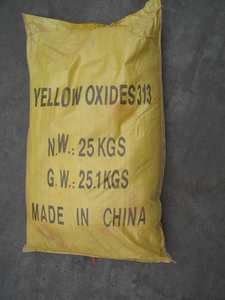 YELLOW OXIDES 313
N.W.: 25 KGS
G.W.: 25.1 KGS
MADE IN CHINA